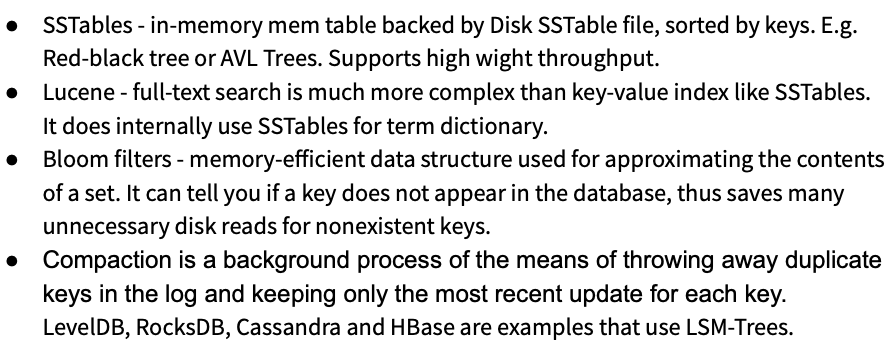 ● SSTables - in-memory mem table backed by Disk SSTable file, sorted by keys. E.g.
Red-black tree or AVL Trees. Supports high wight throughput.
● Lucene - full-text search is much more complex than key-value index like SSTables.
It does internally use SSTables for term dictionary.
● Bloom filters - memory-efficient data structure used for approximating the contents
of a set. It can tell you if a key does not appear in the database, thus saves many
unnecessary disk reads for nonexistent keys.
● Compaction is a background process of the means of throwing away duplicate
keys in the log and keeping only the most recent update for each key.
LevelDB, RocksDB, Cassandra and HBase are examples that use LSM-Trees.